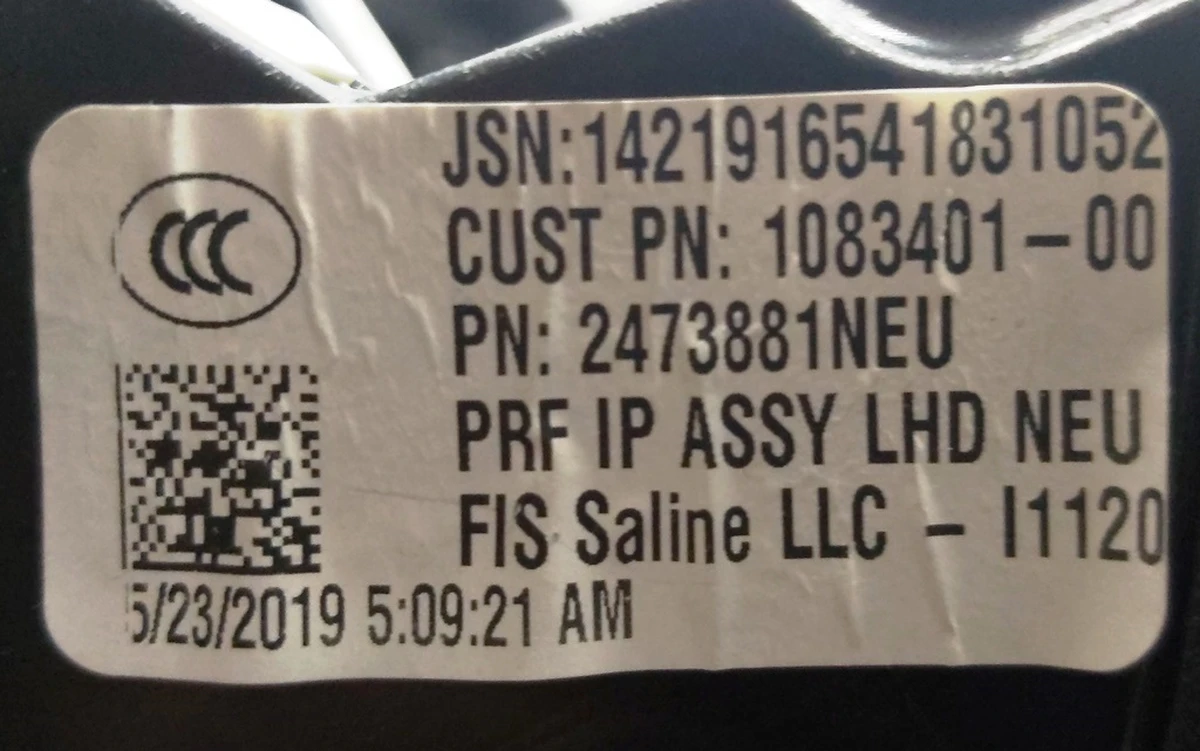 JSN:1421916541831052
CCC
CUST PN: 1083401-00
PN: 2473881NEU
PRF IP ASSY LHD NEU
FIS Saline LLC - I1120
5/23/2019 5:09:21 AM